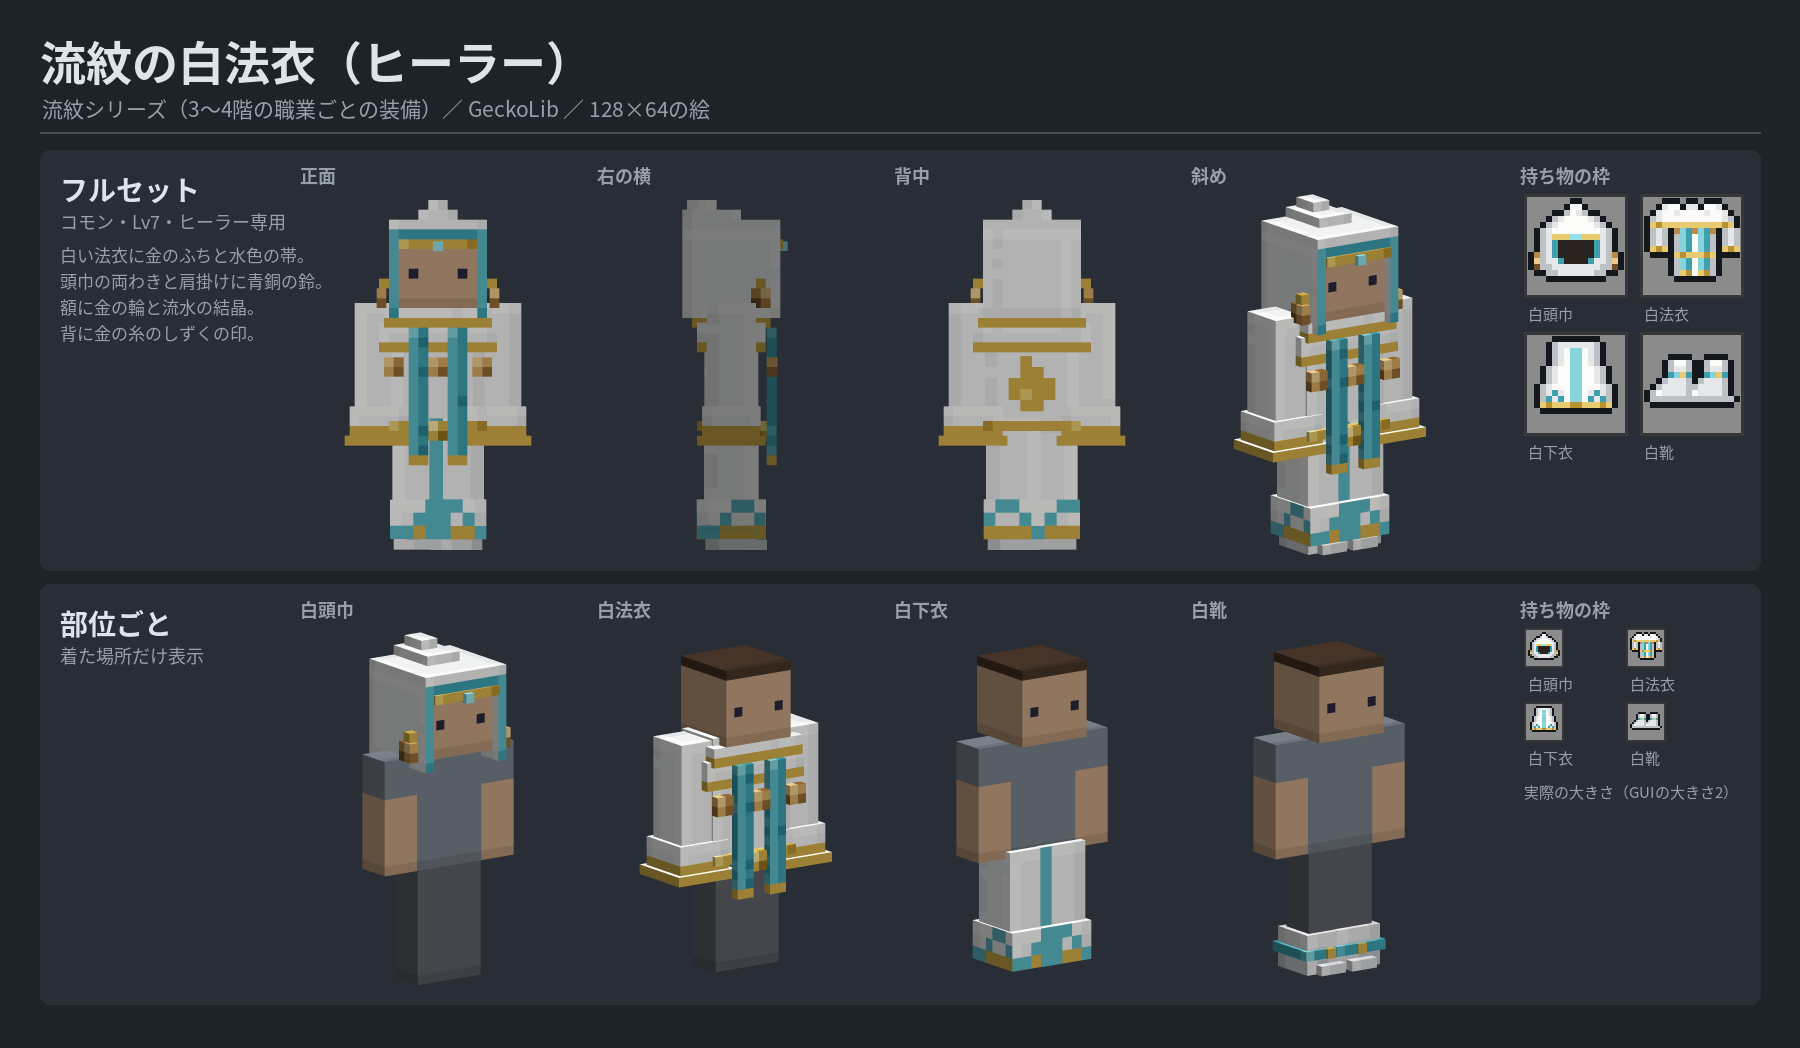 流紋の白法衣（ヒーラー）
流紋シリーズ（3〜4階の職業ごとの装備）／ GeckoLib ／ 128×64の絵
フルセット
コモン・Lv7・ヒーラー専用
白い法衣に金のふちと水色の帯。
頭巾の両わきと肩掛けに青銅の鈴。
額に金の輪と流水の結晶。
背に金の糸のしずくの印。
正面
右の横
背中
斜め
持ち物の枠
白頭巾
白法衣
白下衣
白靴
部位ごと
着た場所だけ表示
白頭巾
白法衣
白下衣
白靴
持ち物の枠
白頭巾
白法衣
白下衣
白靴
実際の大きさ（GUIの大きさ2）